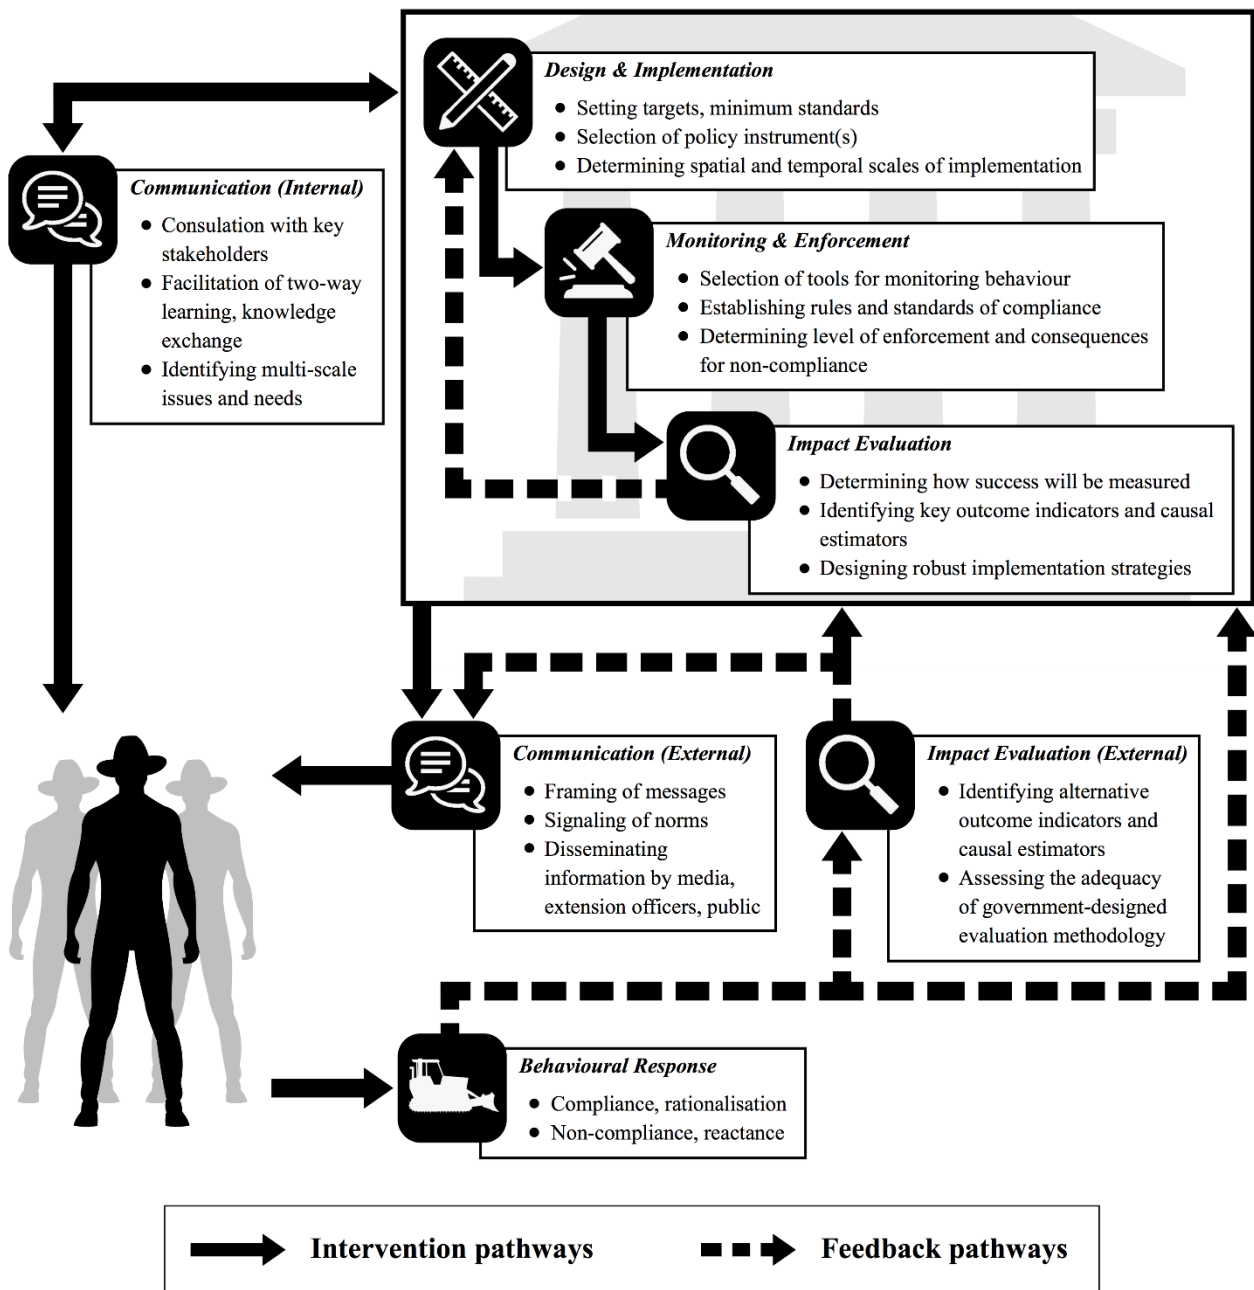 Design & Implementation
● Setting targets, minimum standards
● Selection of policy instrument(s)
● Determining spatial and temporal scales of implementation
Communication (Internal)
● Consulation with key
stakeholders
● Facilitation of two-way
learning, knowledge
exchange
● Identifying multi-scale
issues and needs
Monitoring & Enforcement
● Selection of tools for monitoring behaviour
● Establishing rules and standards of compliance
● Determining level of enforcement and consequences
for non-compliance
Impact Evaluation
● Determining how success will be measured
● Identifying key outcome indicators and causal
estimators
● Designing robust implementation strategies
Communication (External)
● Framing of messages
● Signaling of norms
● Disseminating
information by media,
extension officers, public
Impact Evaluation (External)
● Identifying alternative
outcome indicators and
causal estimators
● Assessing the adequacy
of government-designed
evaluation methodology
Behavioural Response
● Compliance, rationalisation
● Non-compliance, reactance
Intervention pathways
Feedback pathways